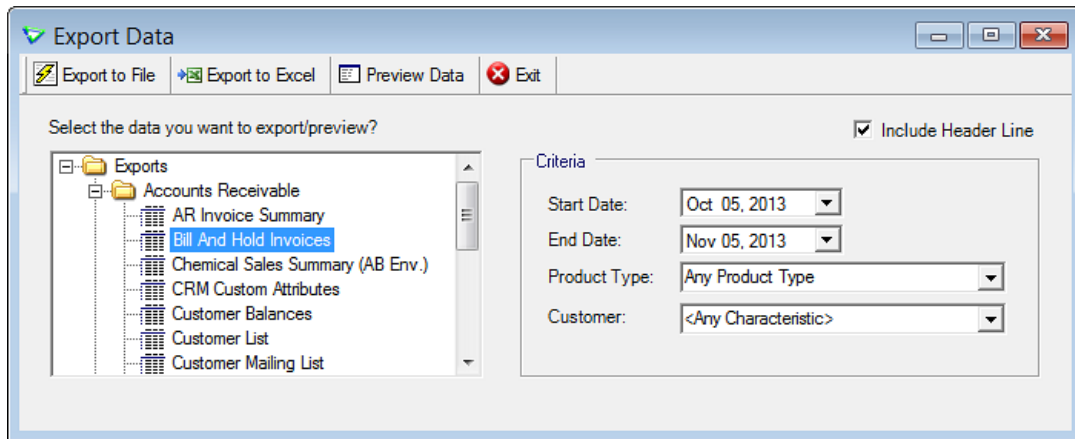 Export Data
Export to File Export to Excel Preview Data Exit
Select the data you want to export/preview?
Include Header Line
Exports
Accounts Receivable
AR Invoice Summary
Bill And Hold Invoices
Chemical Sales Summary (AB Env.)
CRM Custom Attributes
Customer Balances
Customer List
Customer Mailing List
Criteria
Start Date: Oct 05, 2013
End Date: Nov 05, 2013
Product Type: Any Product Type
Customer: <Any Characteristic>